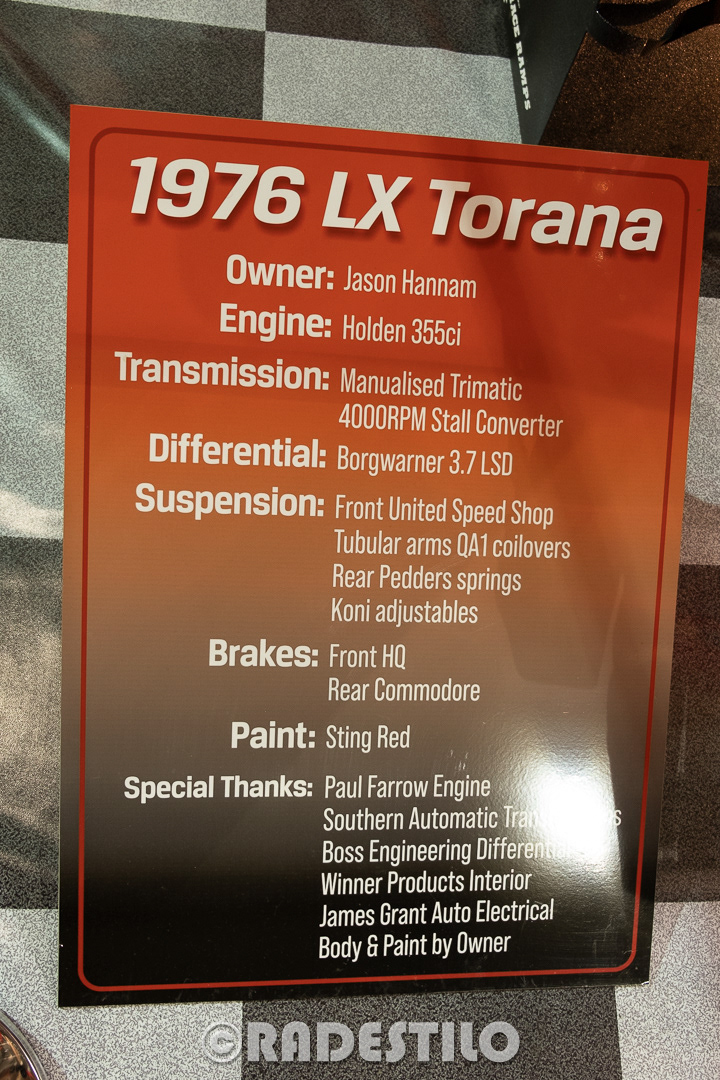 RACE RAMPS
1976 LX Torana
Owner: Jason Hannam
Engine: Holden 355ci
Transmission: Manualised Trimatic
4000RPM Stall Converter
Differential: Borgwarner 3.7 LSD
Suspension: Front United Speed Shop
Tubular arms QA1 coilovers
Rear Pedders springs
Koni adjustables
Brakes: Front HQ
Rear Commodore
Paint: Sting Red
Special Thanks: Paul Farrow Engine
Southern Automatic
Boss Engineering
Winner Products Interior
James Grant Auto Electrical
Body & Paint by Owner
©RADESTILO